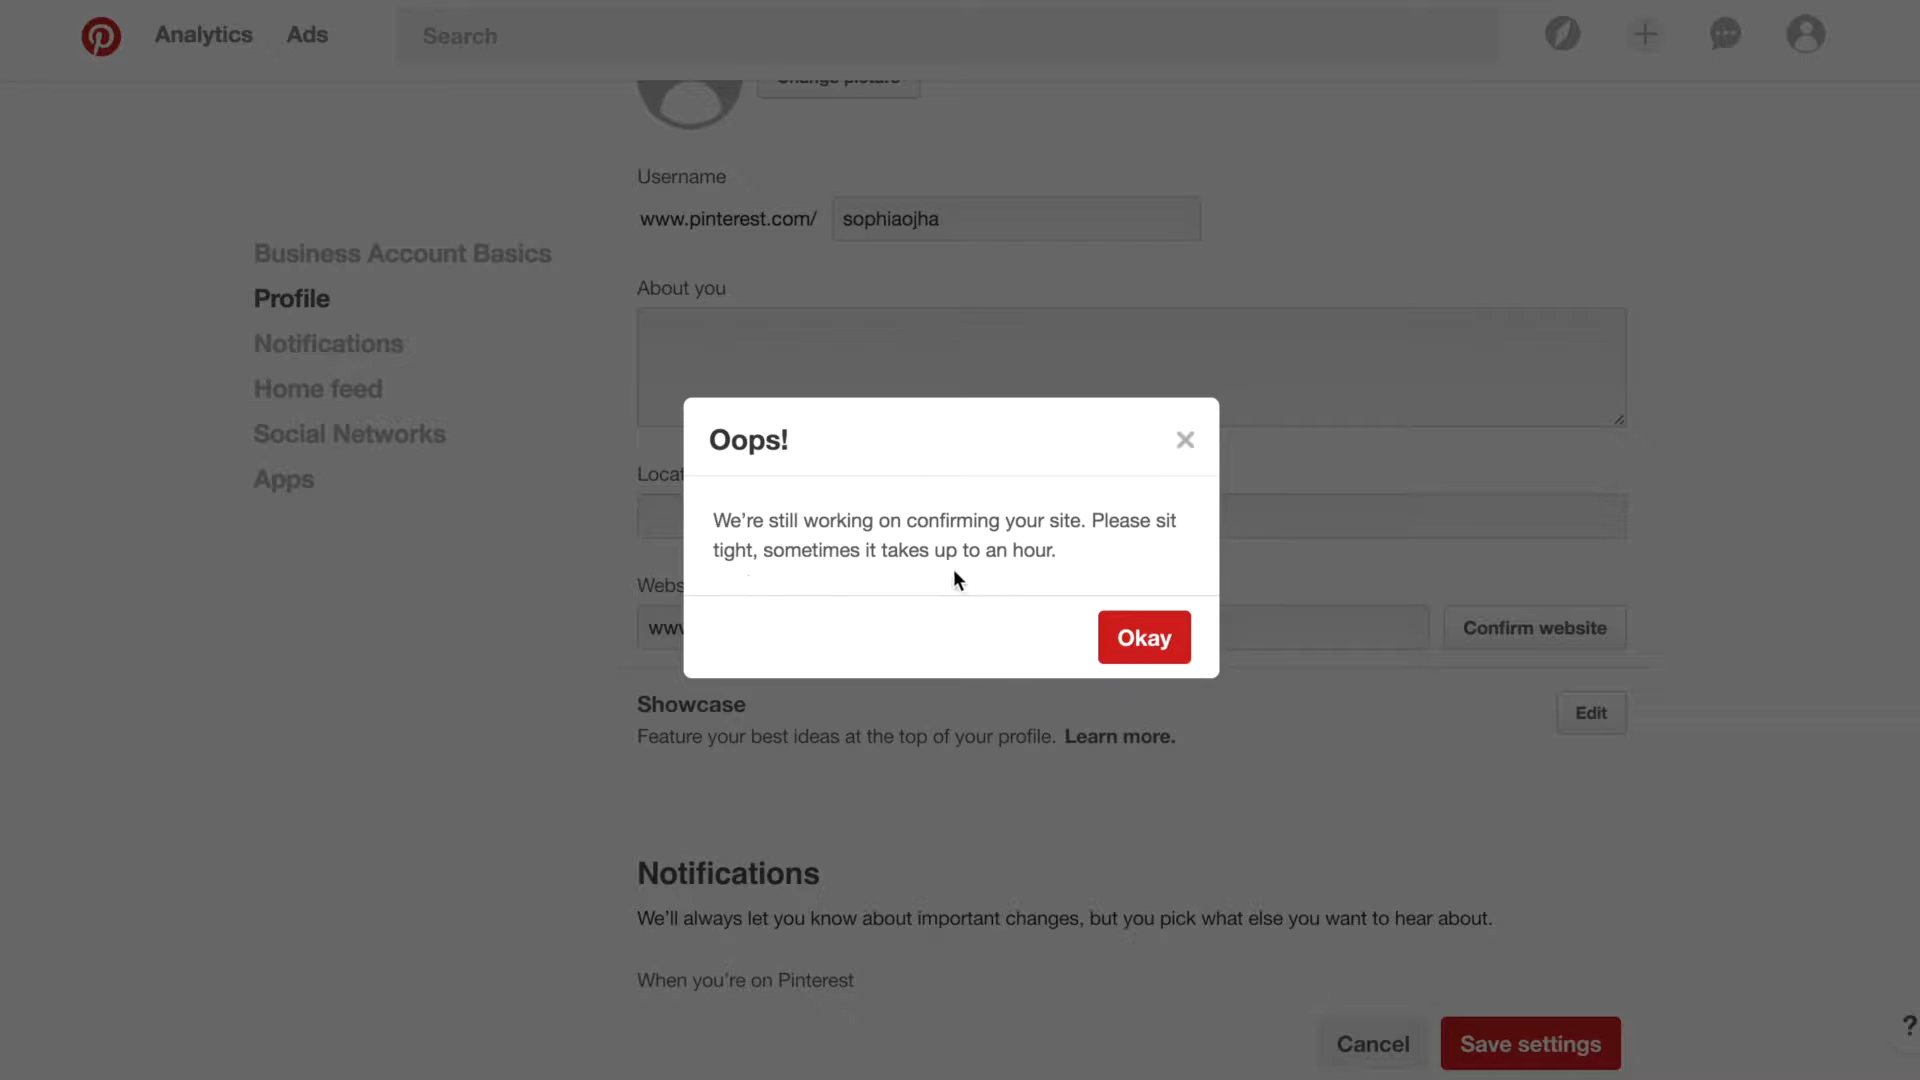 Analytics Ads Search
Change picture
Username
www.pinterest.com/ sophiaojha
Business Account Basics
About you
Profile
Notifications
Home feed
Social Networks
Oops!
Apps
We're still working on confirming your site. Please sit
tight, sometimes it takes up to an hour.
Confirm website
Okay
Showcase
Edit
Feature your best ideas at the top of your profile. Learn more.
Notifications
We'll always let you know about important changes, but you pick what else you want to hear about.
When you're on Pinterest
Cancel Save settings
?